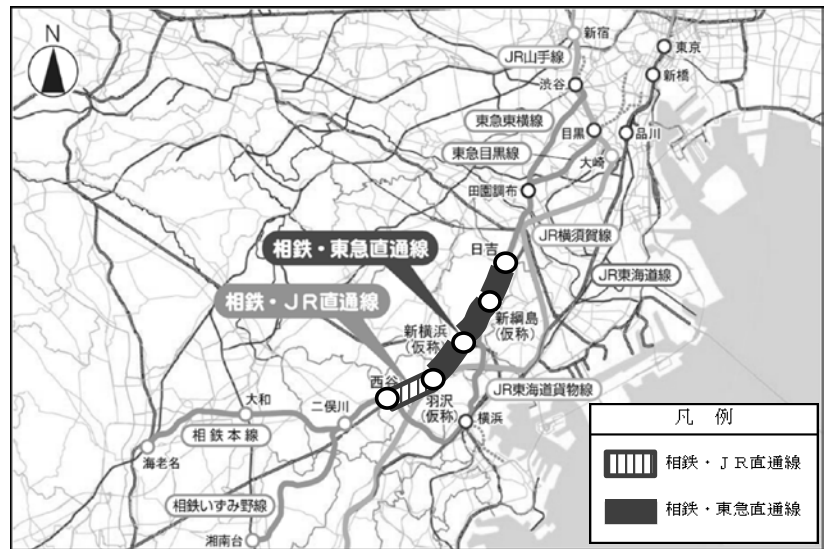 N
新宿
JR山手線
東京
渋谷
新橋
東急東横線
目黒
品川
東急目黒線
大崎
田園調布
JR横須賀線
日吉
相鉄・東急直通線
JR東海道線
相鉄・JR直通線
新綱島
(仮称)
新横浜
(仮称)
西谷
羽沢
(仮称)
JR東海道貨物線
大和
二俣川
横浜
相鉄本線
海老名
相鉄いずみ野線
湘南台
凡 例
相鉄・JR直通線
相鉄・東急直通線